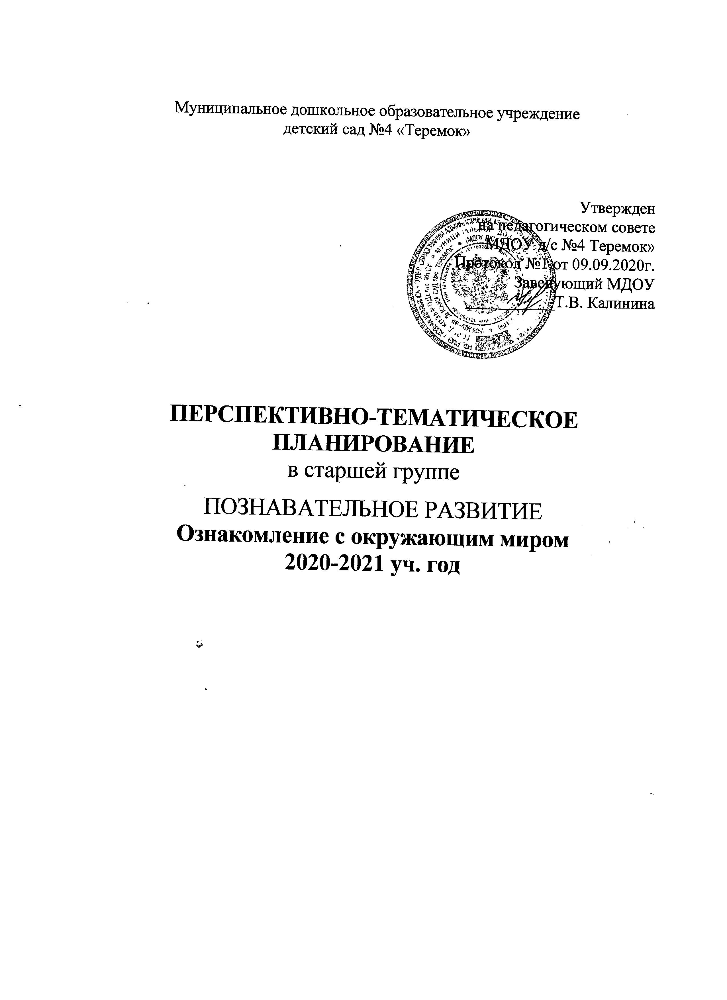 Муниципальное дошкольное образовательное учреждение
детский сад №4 «Теремок»
Утвержден
на педагогическом совете
МДОУ д/с №4 Теремок»
Протокол №1 от 09.09.2020г.
Заведующий МДОУ
Т.В. Калинина
ПЕРСПЕКТИВНО-ТЕМАТИЧЕСКОЕ
ПЛАНИРОВАНИЕ
в старшей группе
ПОЗНАВАТЕЛЬНОЕ РАЗВИТИЕ
Ознакомление с окружающим миром
2020-2021 уч. год